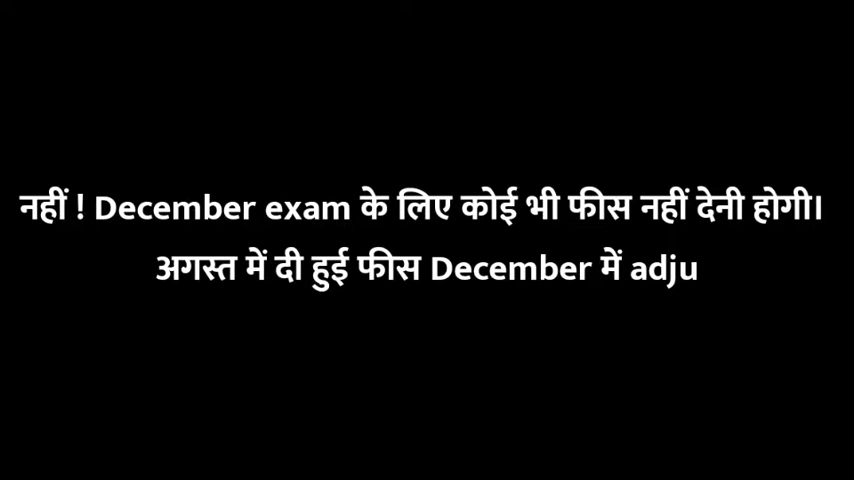 नहीं ! December exam के लिए कोई भी फीस नहीं देनी होगी।
अगस्त में दी हुई फीस December में adju